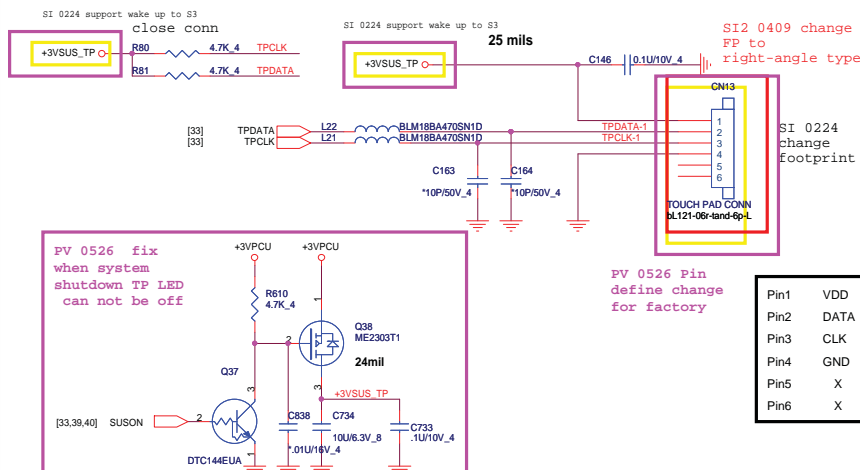 SI 0224 support wake up to S3
close conn
+3VSUS_TP
R80
4.7K_4
TPCLK
R81
4.7K_4
TPDATA
SI 0224 support wake up to S3
25 mils
+3VSUS_TP
C146
0.1U/10V_4
SI2 0409 change
FP to
right-angle type
CN13
[33]
TPDATA
L22
BLM18BA470SN1D
TPDATA-1
[33]
TPCLK
L21
BLM18BA470SN1D
TPCLK-1
1
2
3
4
5
6
SI 0224
change
footprint
C163
*10P/50V_4
C164
*10P/50V_4
TOUCH PAD CONN
bL121-06r-tand-6p-L
PV 0526 fix
when system
shutdown TP LED
can not be off
+3VPCU
+3VPCU
R610
4.7K_4
1
2
Q38
ME2303T1
24mil
3
Q37
3
+3VSUS_TP
[33,39,40]
SUSON
2
1
DTC144EUA
C838
*.01U/16V_4
C734
10U/6.3V_8
C733
.1U/10V_4
PV 0526 Pin
define change
for factory
Pin1 VDD
Pin2 DATA
Pin3 CLK
Pin4 GND
Pin5 X
Pin6 X